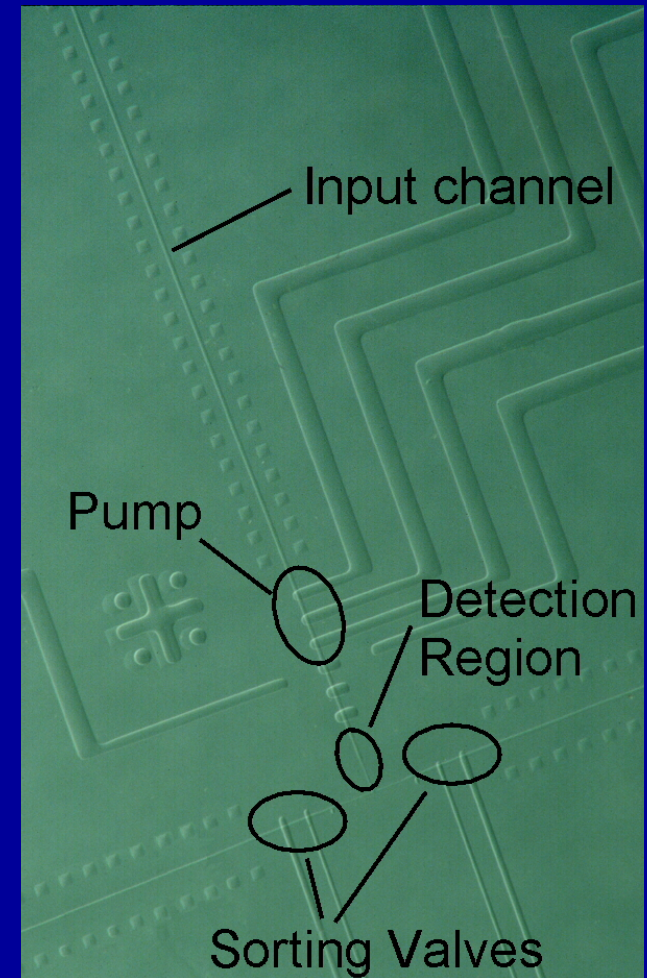 Input channel
Pump
Detection
Region
Sorting Valves